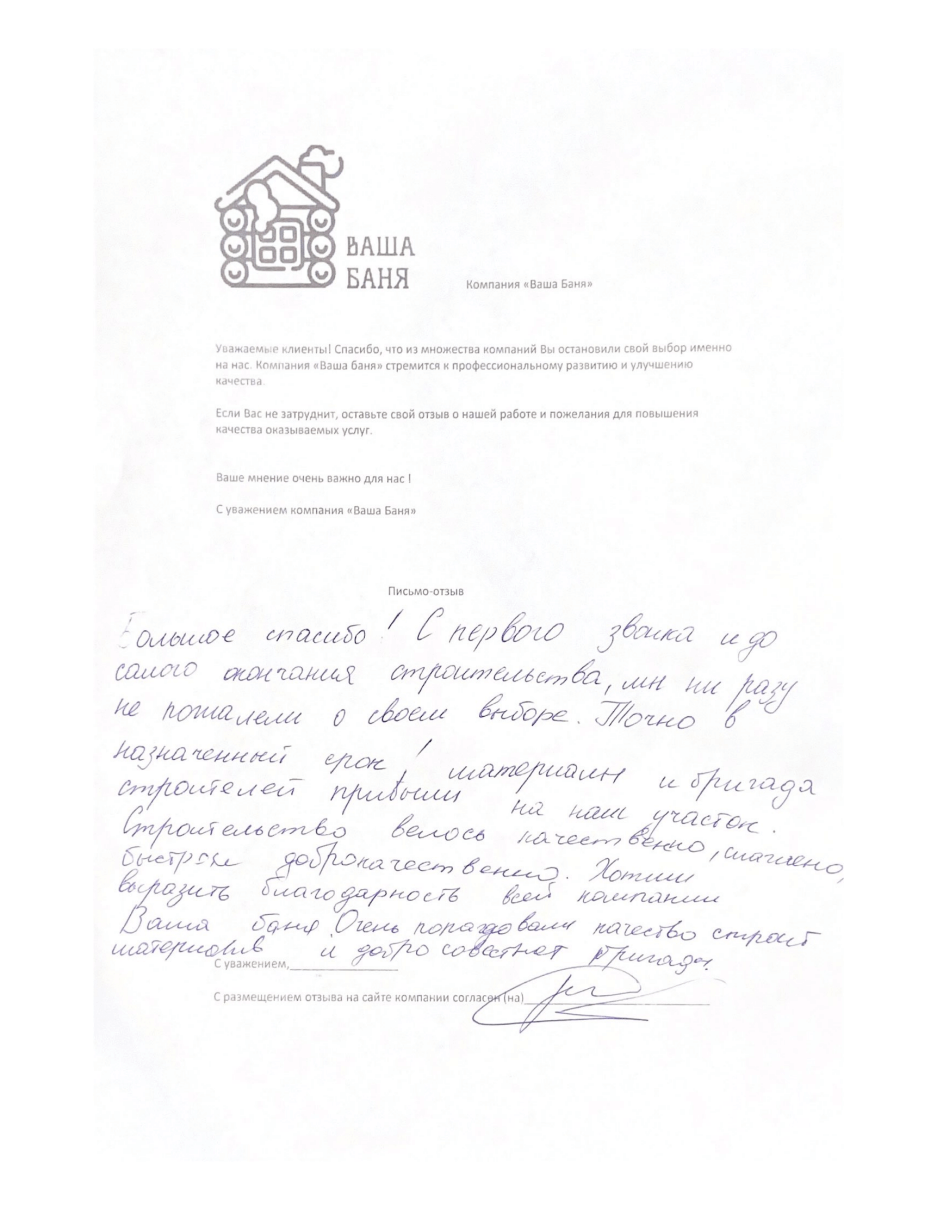 ВАША
БАНЯ
Компания «Ваша Баня»
Уважаемые клиенты! Спасибо, что из множества компаний Вы остановили свой выбор именно
на нас. Компания «Ваша баня» стремится к профессиональному развитию и улучшению
качества.
Если Вас не затруднит, оставьте свой отзыв о нашей работе и пожелания для повышения
качества оказываемых услуг.
Ваше мнение очень важно для нас !
С уважением компания «Ваша Баня»
Письмо-отзыв
Большое спасибо! С первого звонка и до
самого окончания строительства, мы ни разу
не пожалели о своем выборе. Точно в
назначенный срок! материалы и бригада
строителей прибыли на наш участок.
Строительство велось качественно, слаженно,
быстро и доброкачественно. Хотим
выразить благодарность всей компании
Ваша баня. Очень порадовали качество строит
материалов и добросовестная бригада.
С уважением,
С размещением отзыва на сайте компании согласен (на)